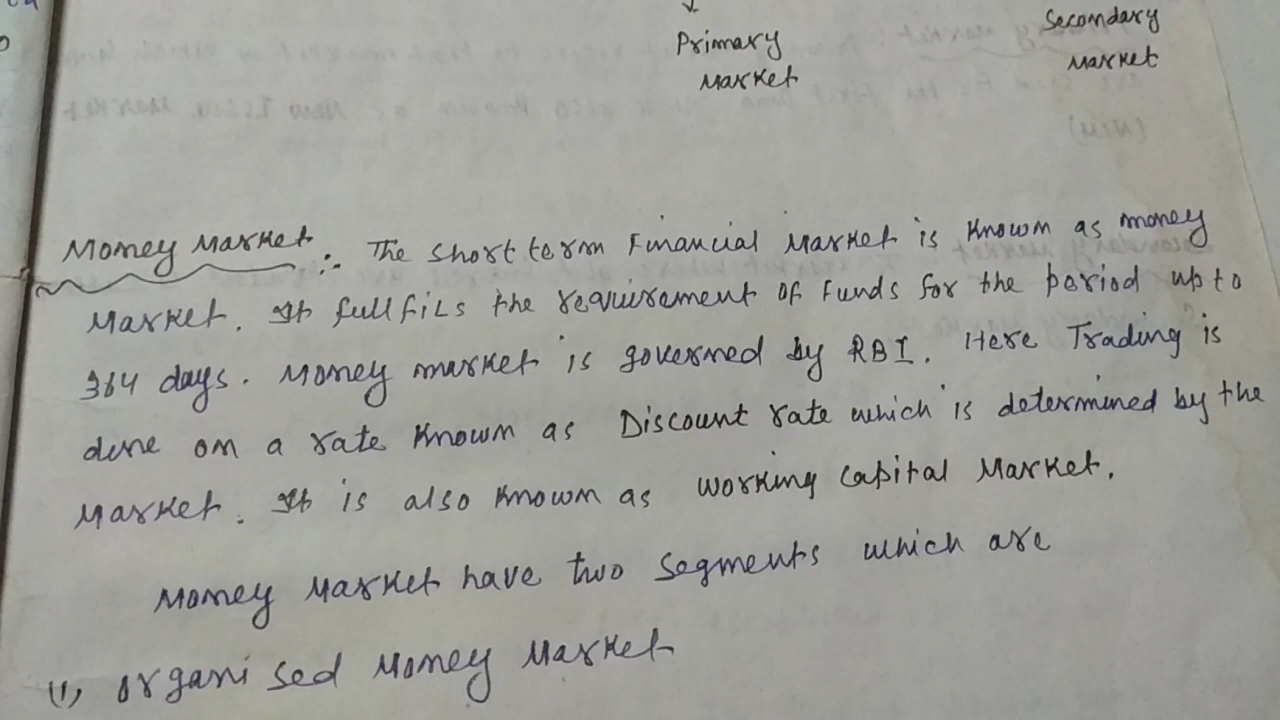 Primary
Market
Secondary
Market
Money Market :- The short term Financial Market is known as money
Market. It fullfils the requirement of Funds for the period upto
364 days. Money market is governed by RBI. Here Trading is
done on a rate known as Discount rate which is determined by the
Market. It is also known as working capital Market.
Money Market have two segments which are
(1) organised Money Market